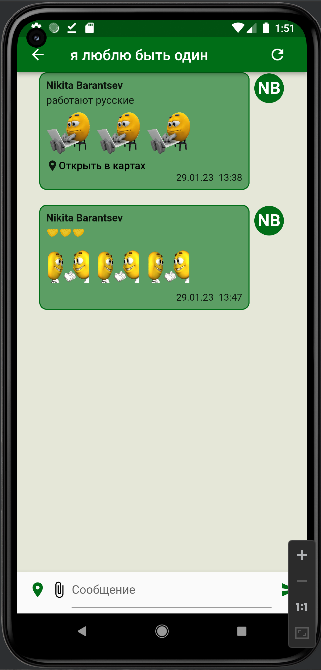 1:51
я люблю быть один
Nikita Barantsev
NB
работают русские
Открыть в картах
29.01.23 13:38
Nikita Barantsev
NB
29.01.23 13:47
Сообщение
1:1